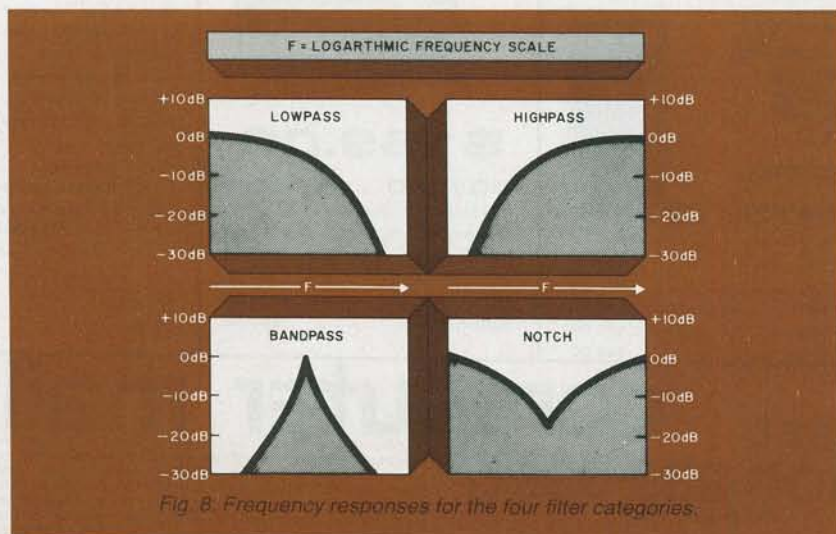 F = LOGARTHMIC FREQUENCY SCALE
+10dB
0dB
-10dB
-20dB
-30dB
LOWPASS
HIGHPASS
+10dB
0dB
-10dB
-20dB
-30dB
F
F
+10dB
0dB
-10dB
-20dB
-30dB
BANDPASS
NOTCH
+10dB
0dB
-10dB
-20dB
-30dB
Fig. 8: Frequency responses for the four filter categories.